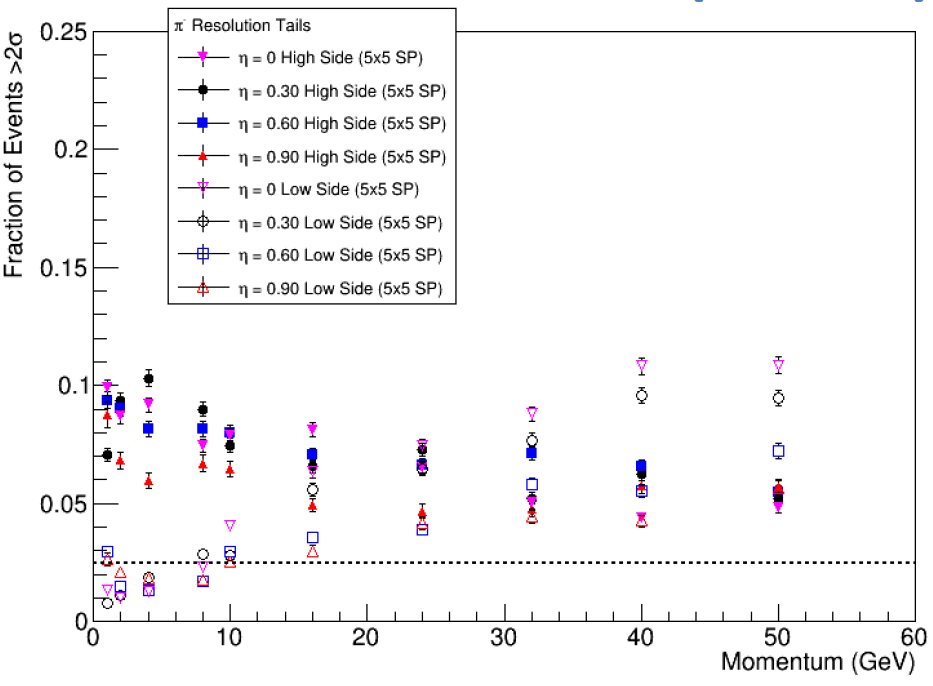 π- Resolution Tails
η = 0 High Side (5x5 SP)
η = 0.30 High Side (5x5 SP)
η = 0.60 High Side (5x5 SP)
η = 0.90 High Side (5x5 SP)
η = 0 Low Side (5x5 SP)
η = 0.30 Low Side (5x5 SP)
η = 0.60 Low Side (5x5 SP)
η = 0.90 Low Side (5x5 SP)
Fraction of Events >2σ
0.25
0.2
0.15
0.1
0.05
0
0 10 20 30 40 50 60
Momentum (GeV)